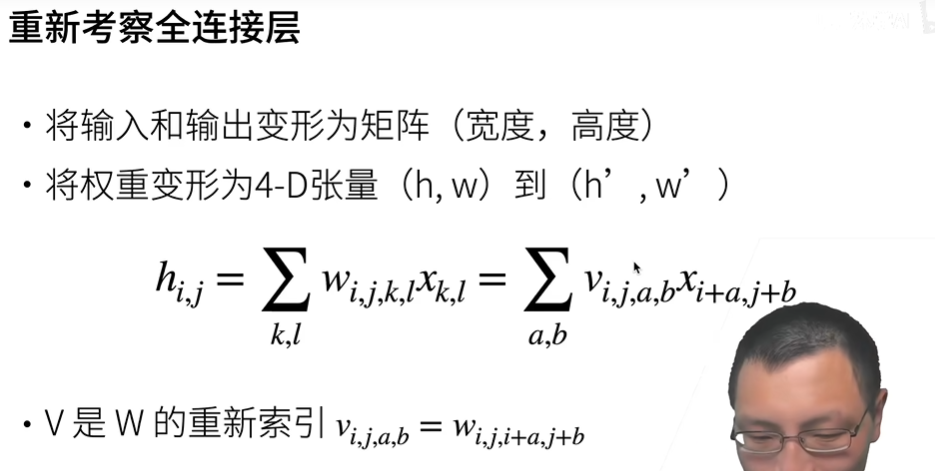 重新考察全连接层
• 将输入和输出变形为矩阵（宽度，高度）
• 将权重变形为4-D张量（h, w）到（h’, w’）
h_{i,j} = ∑_{k,l} w_{i,j,k,l}x_{k,l} = ∑_{a,b} v_{i,j,a,b}x_{i+a,j+b}
• V 是 W 的重新索引 v_{i,j,a,b} = w_{i,j,i+a,j+b}